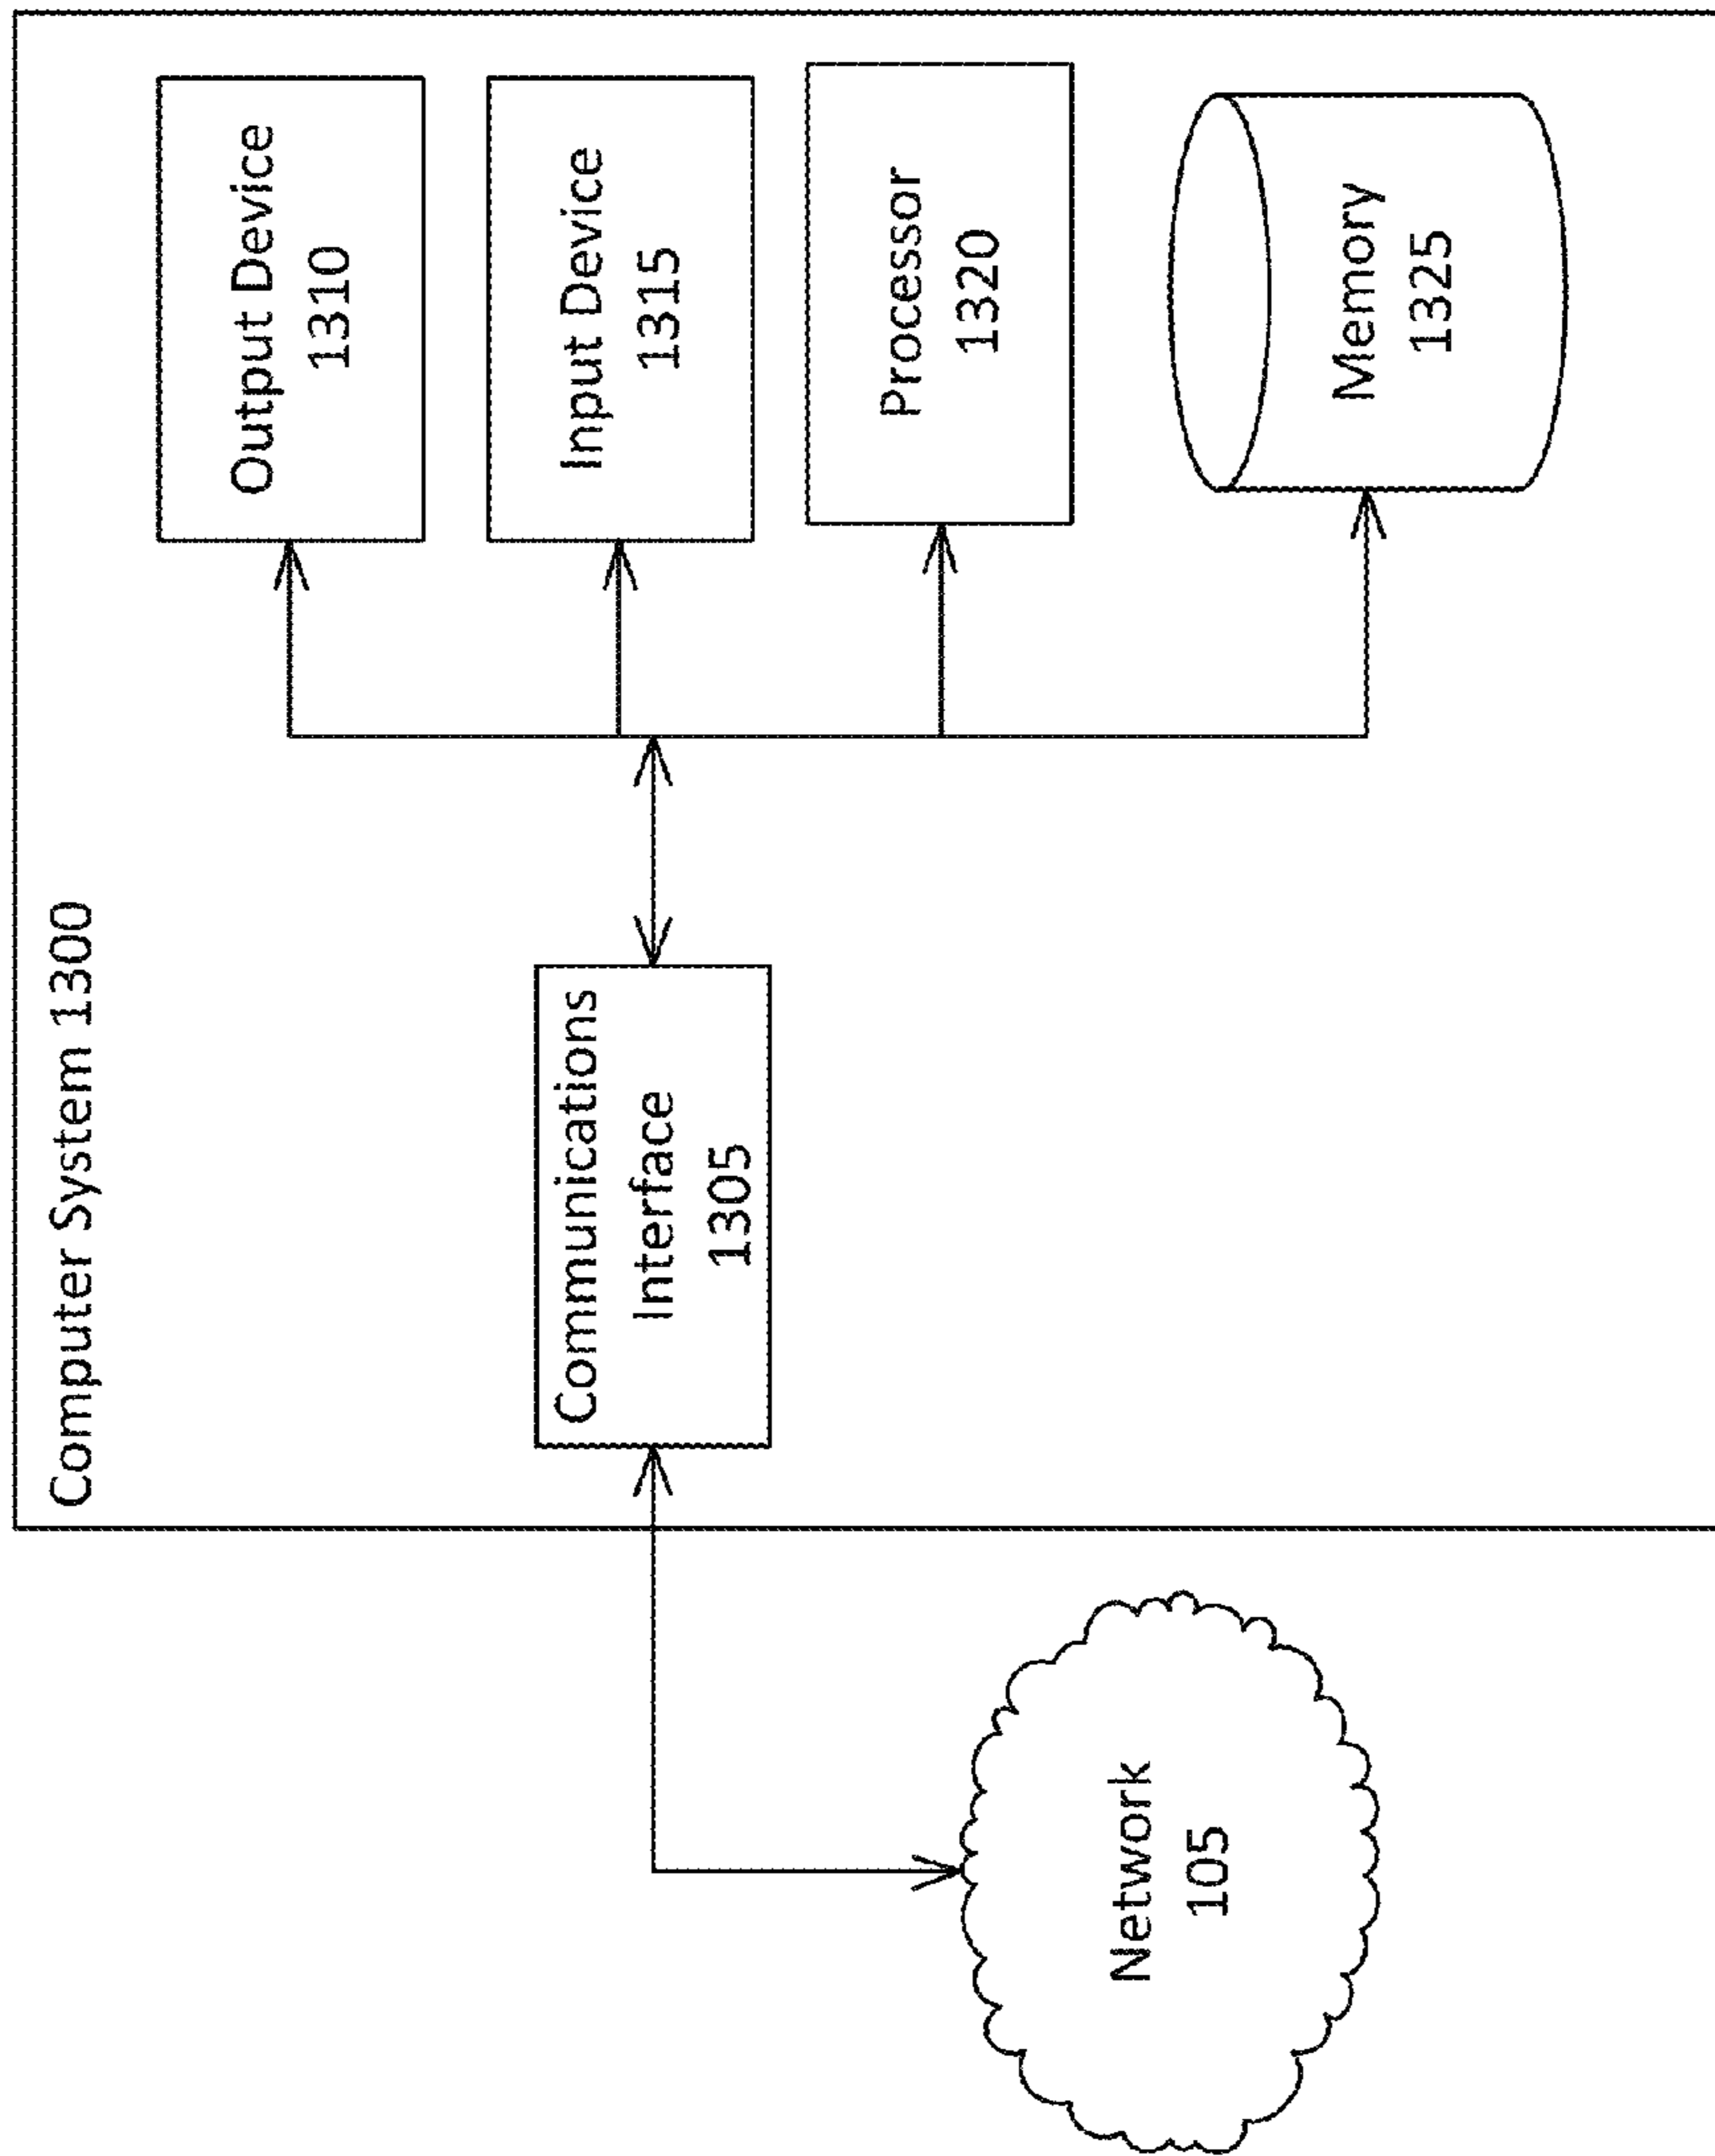 Computer System 1300
Output Device
1310
Input Device
1315
Communications
Interface
1305
Processor
1320
Network
105
Memory
1325